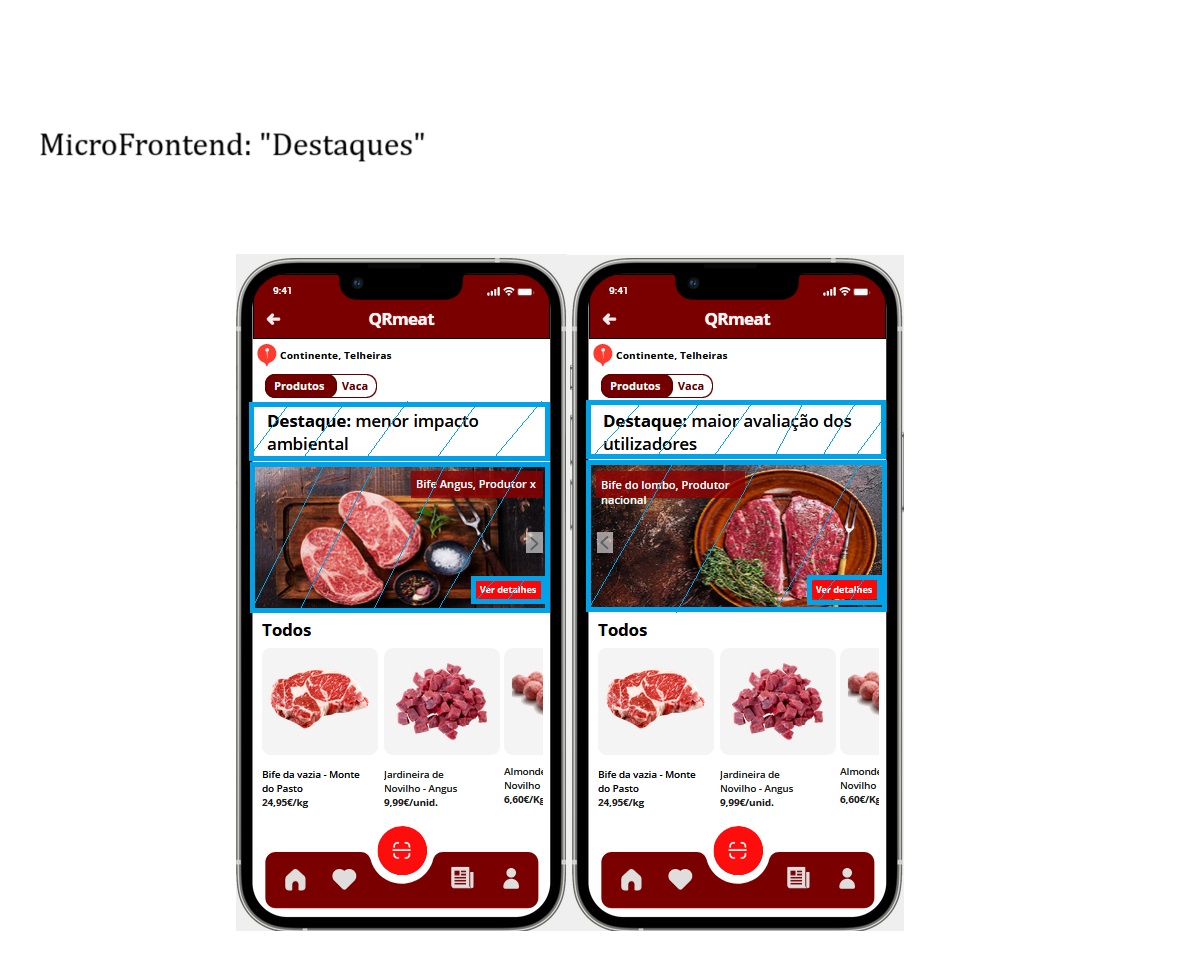 MicroFrontend: "Destaques"
9:41
QRmeat
Continente, Telheiras
Produtos Vaca
Destaque: menor impacto
ambiental
Bife Angus, Produtor x
Ver detalhes
Todos
Bife da vazia - Monte
do Pasto
24,95€/kg
Jardineira de
Novilho - Angus
9,99€/unid.
Almonde
Novilho
6,60€/Kg
9:41
QRmeat
Continente, Telheiras
Produtos Vaca
Destaque: maior avaliação dos
utilizadores
Bife do lombo, Produtor
nacional
Ver detalhes
Todos
Bife da vazia - Monte
do Pasto
24,95€/kg
Jardineira de
Novilho - Angus
9,99€/unid.
Almonde
Novilho
6,60€/Kg